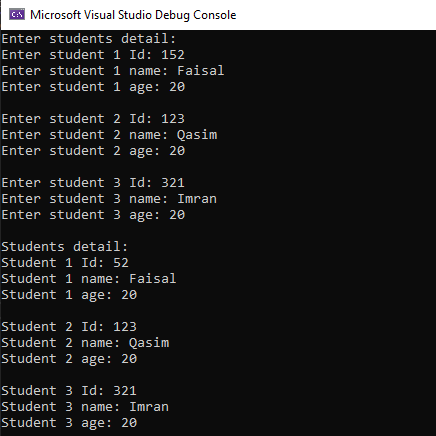 Microsoft Visual Studio Debug Console
Enter students detail:
Enter student 1 Id: 152
Enter student 1 name: Faisal
Enter student 1 age: 20
Enter student 2 Id: 123
Enter student 2 name: Qasim
Enter student 2 age: 20
Enter student 3 Id: 321
Enter student 3 name: Imran
Enter student 3 age: 20
Students detail:
Student 1 Id: 52
Student 1 name: Faisal
Student 1 age: 20
Student 2 Id: 123
Student 2 name: Qasim
Student 2 age: 20
Student 3 Id: 321
Student 3 name: Imran
Student 3 age: 20